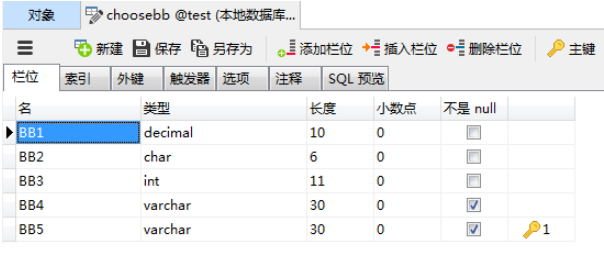 对象 choosebb @test (本地数据库...
新建 保存 另存为 添加栏位 插入栏位 删除栏位 主键
栏位 索引 外键 触发器 选项 注释 SQL 预览
名 类型 长度 小数点 不是 null
BB1 decimal 10 0
BB2 char 6 0
BB3 int 11 0
BB4 varchar 30 0
BB5 varchar 30 0 1